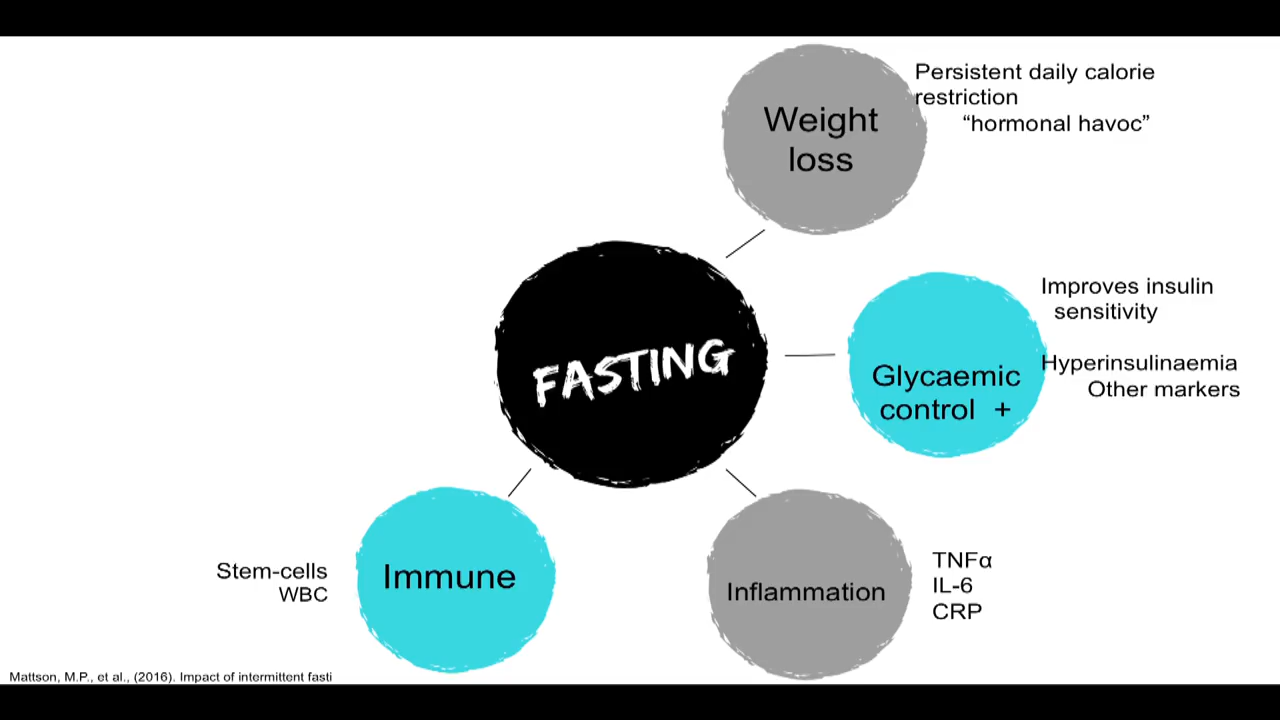 Weight
loss
Persistent daily calorie
restriction
“hormonal havoc”
FASTING
Glycaemic
control +
Improves insulin
sensitivity
Hyperinsulinaemia
Other markers
Inflammation
TNFα
IL-6
CRP
Immune
Stem-cells
WBC
Mattson, M.P., et al., (2016). Impact of intermittent fasti